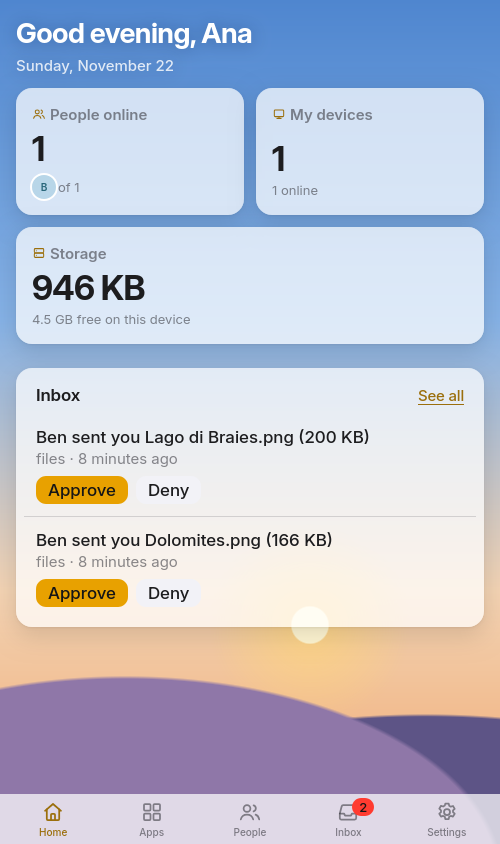 Good evening, Ana
Sunday, November 22
People online
1
B of 1
My devices
1
1 online
Storage
946 KB
4.5 GB free on this device
Inbox
See all
Ben sent you Lago di Braies.png (200 KB)
files · 8 minutes ago
Approve Deny
Ben sent you Dolomites.png (166 KB)
files · 8 minutes ago
Approve Deny
2
Home Apps People Inbox Settings